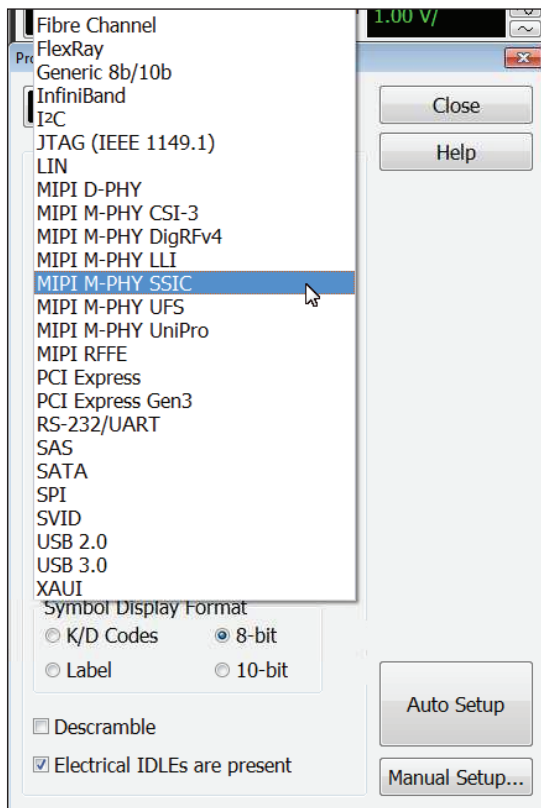 1.00 V/
Fibre Channel
FlexRay
Generic 8b/10b
InfiniBand
I²C
JTAG (IEEE 1149.1)
LIN
MIPI D-PHY
MIPI M-PHY CSI-3
MIPI M-PHY DigRFv4
MIPI M-PHY LLI
MIPI M-PHY SSIC
MIPI M-PHY UFS
MIPI M-PHY UniPro
MIPI RFFE
PCI Express
PCI Express Gen3
RS-232/UART
SAS
SATA
SPI
SVID
USB 2.0
USB 3.0
XAUI
Close
Help
Symbol Display Format
K/D Codes 8-bit
Label 10-bit
Descramble
Electrical IDLEs are present
Auto Setup
Manual Setup...